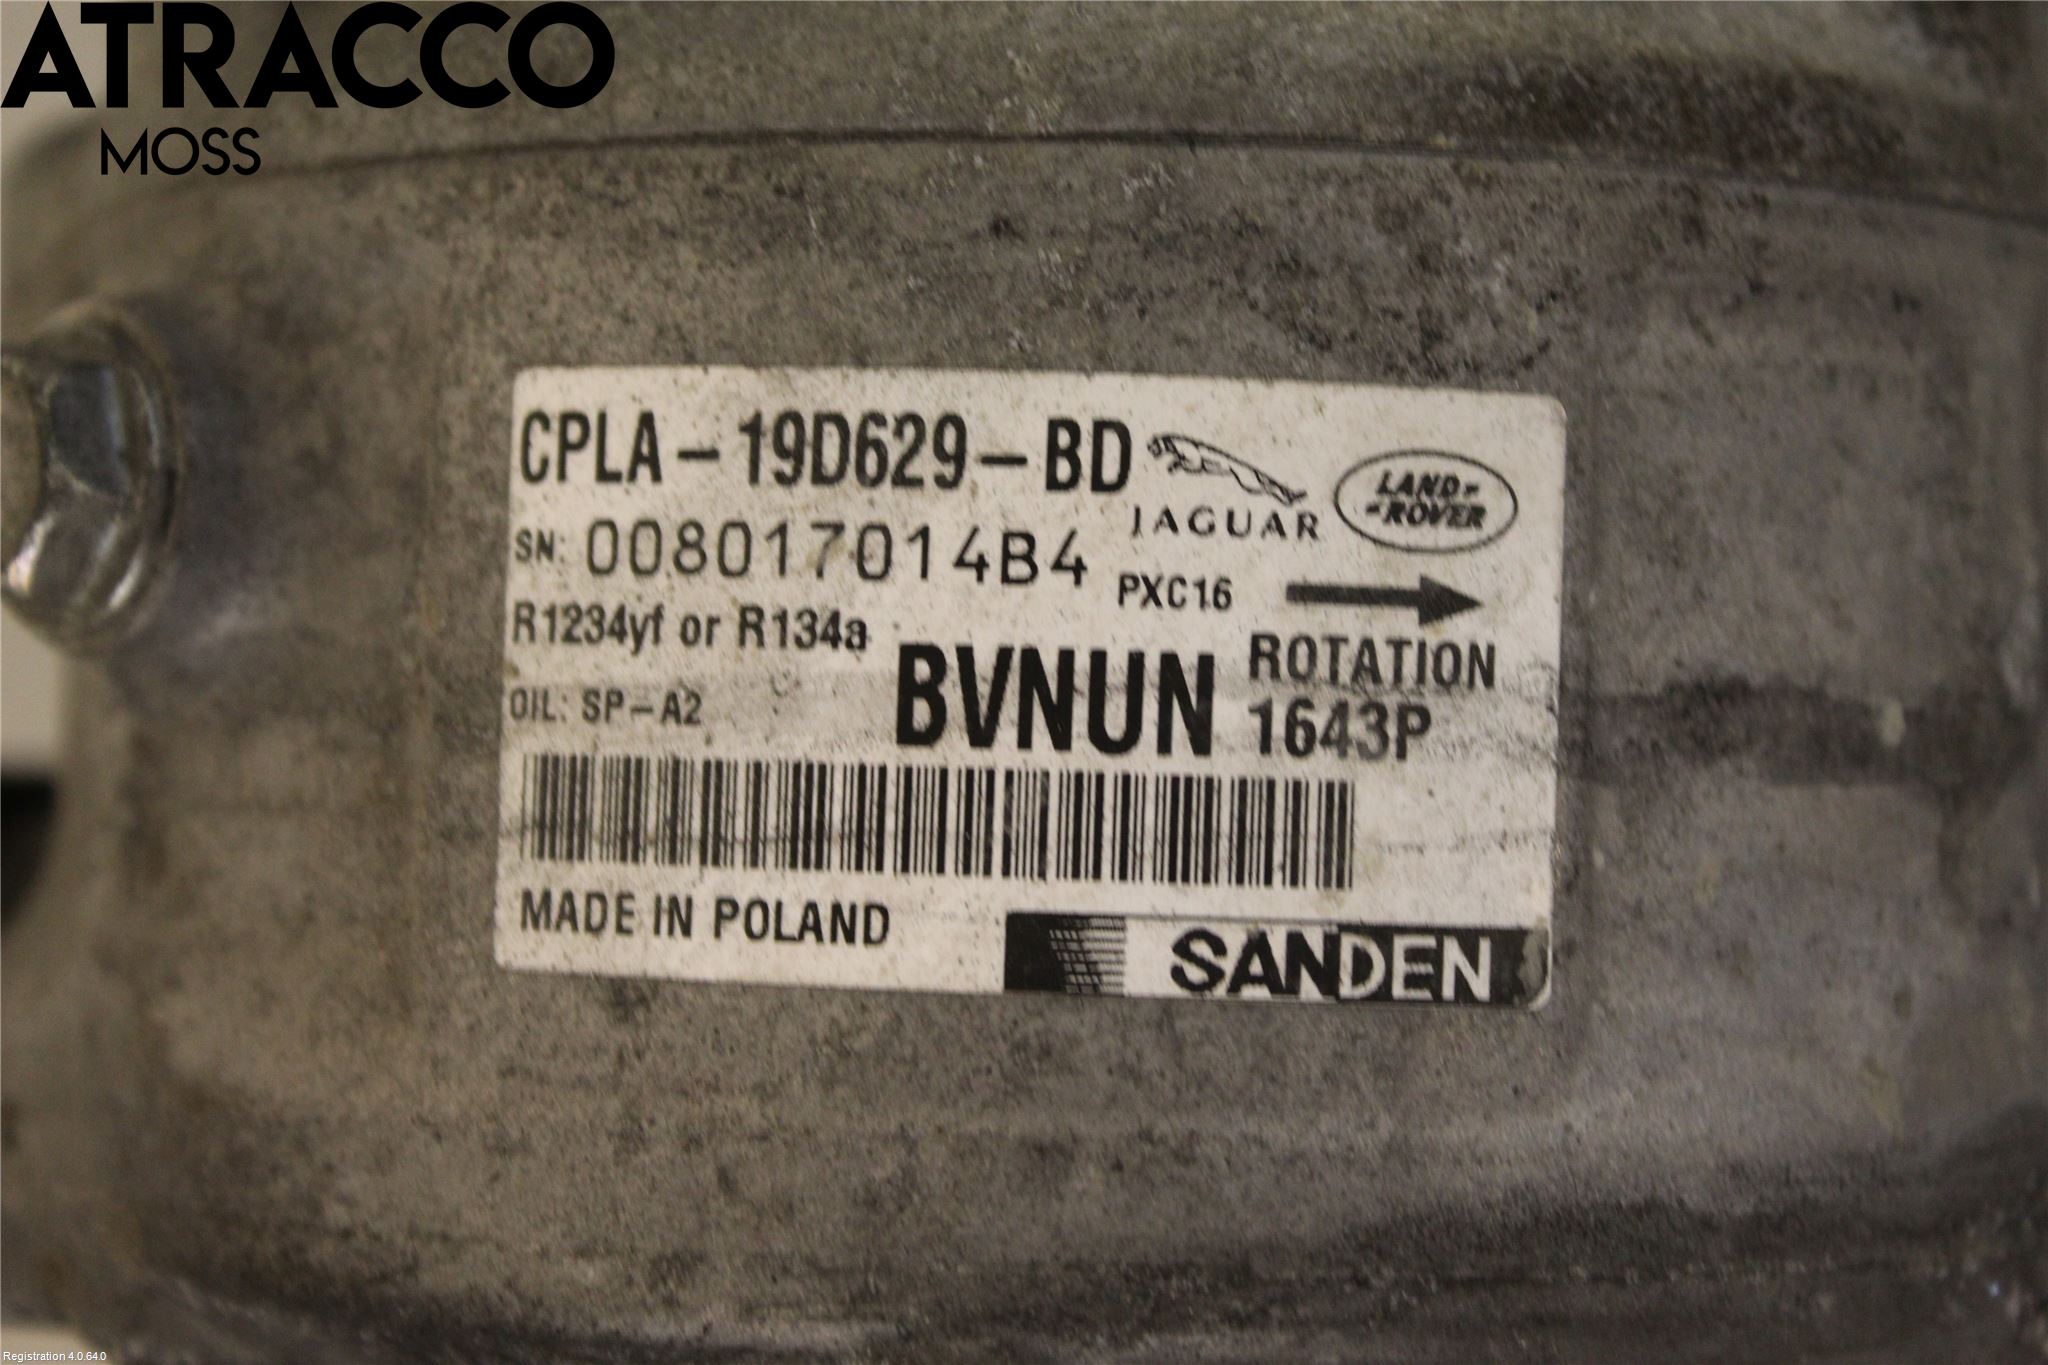 ATRACCO
MOSS
CPLA-19D629-BD
JAGUAR
LAND-
-ROVER
SN: 008017014B4
PXC16
R1234yf or R134a
ROTATION
OIL: SP-A2
BVNUN
1643P
MADE IN POLAND
SANDEN
Registration 4.0.64.0